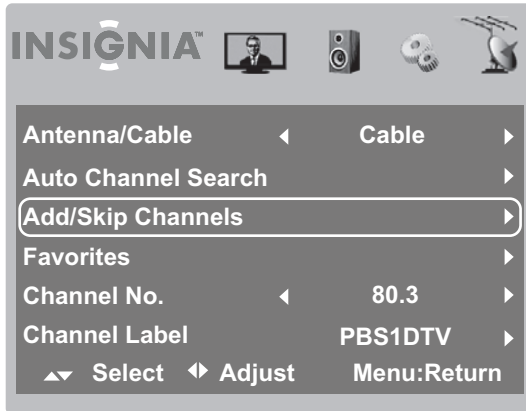 INSIGNIA™
Antenna/Cable Cable
Auto Channel Search
Add/Skip Channels
Favorites
Channel No. 80.3
Channel Label PBS1DTV
Select Adjust Menu:Return